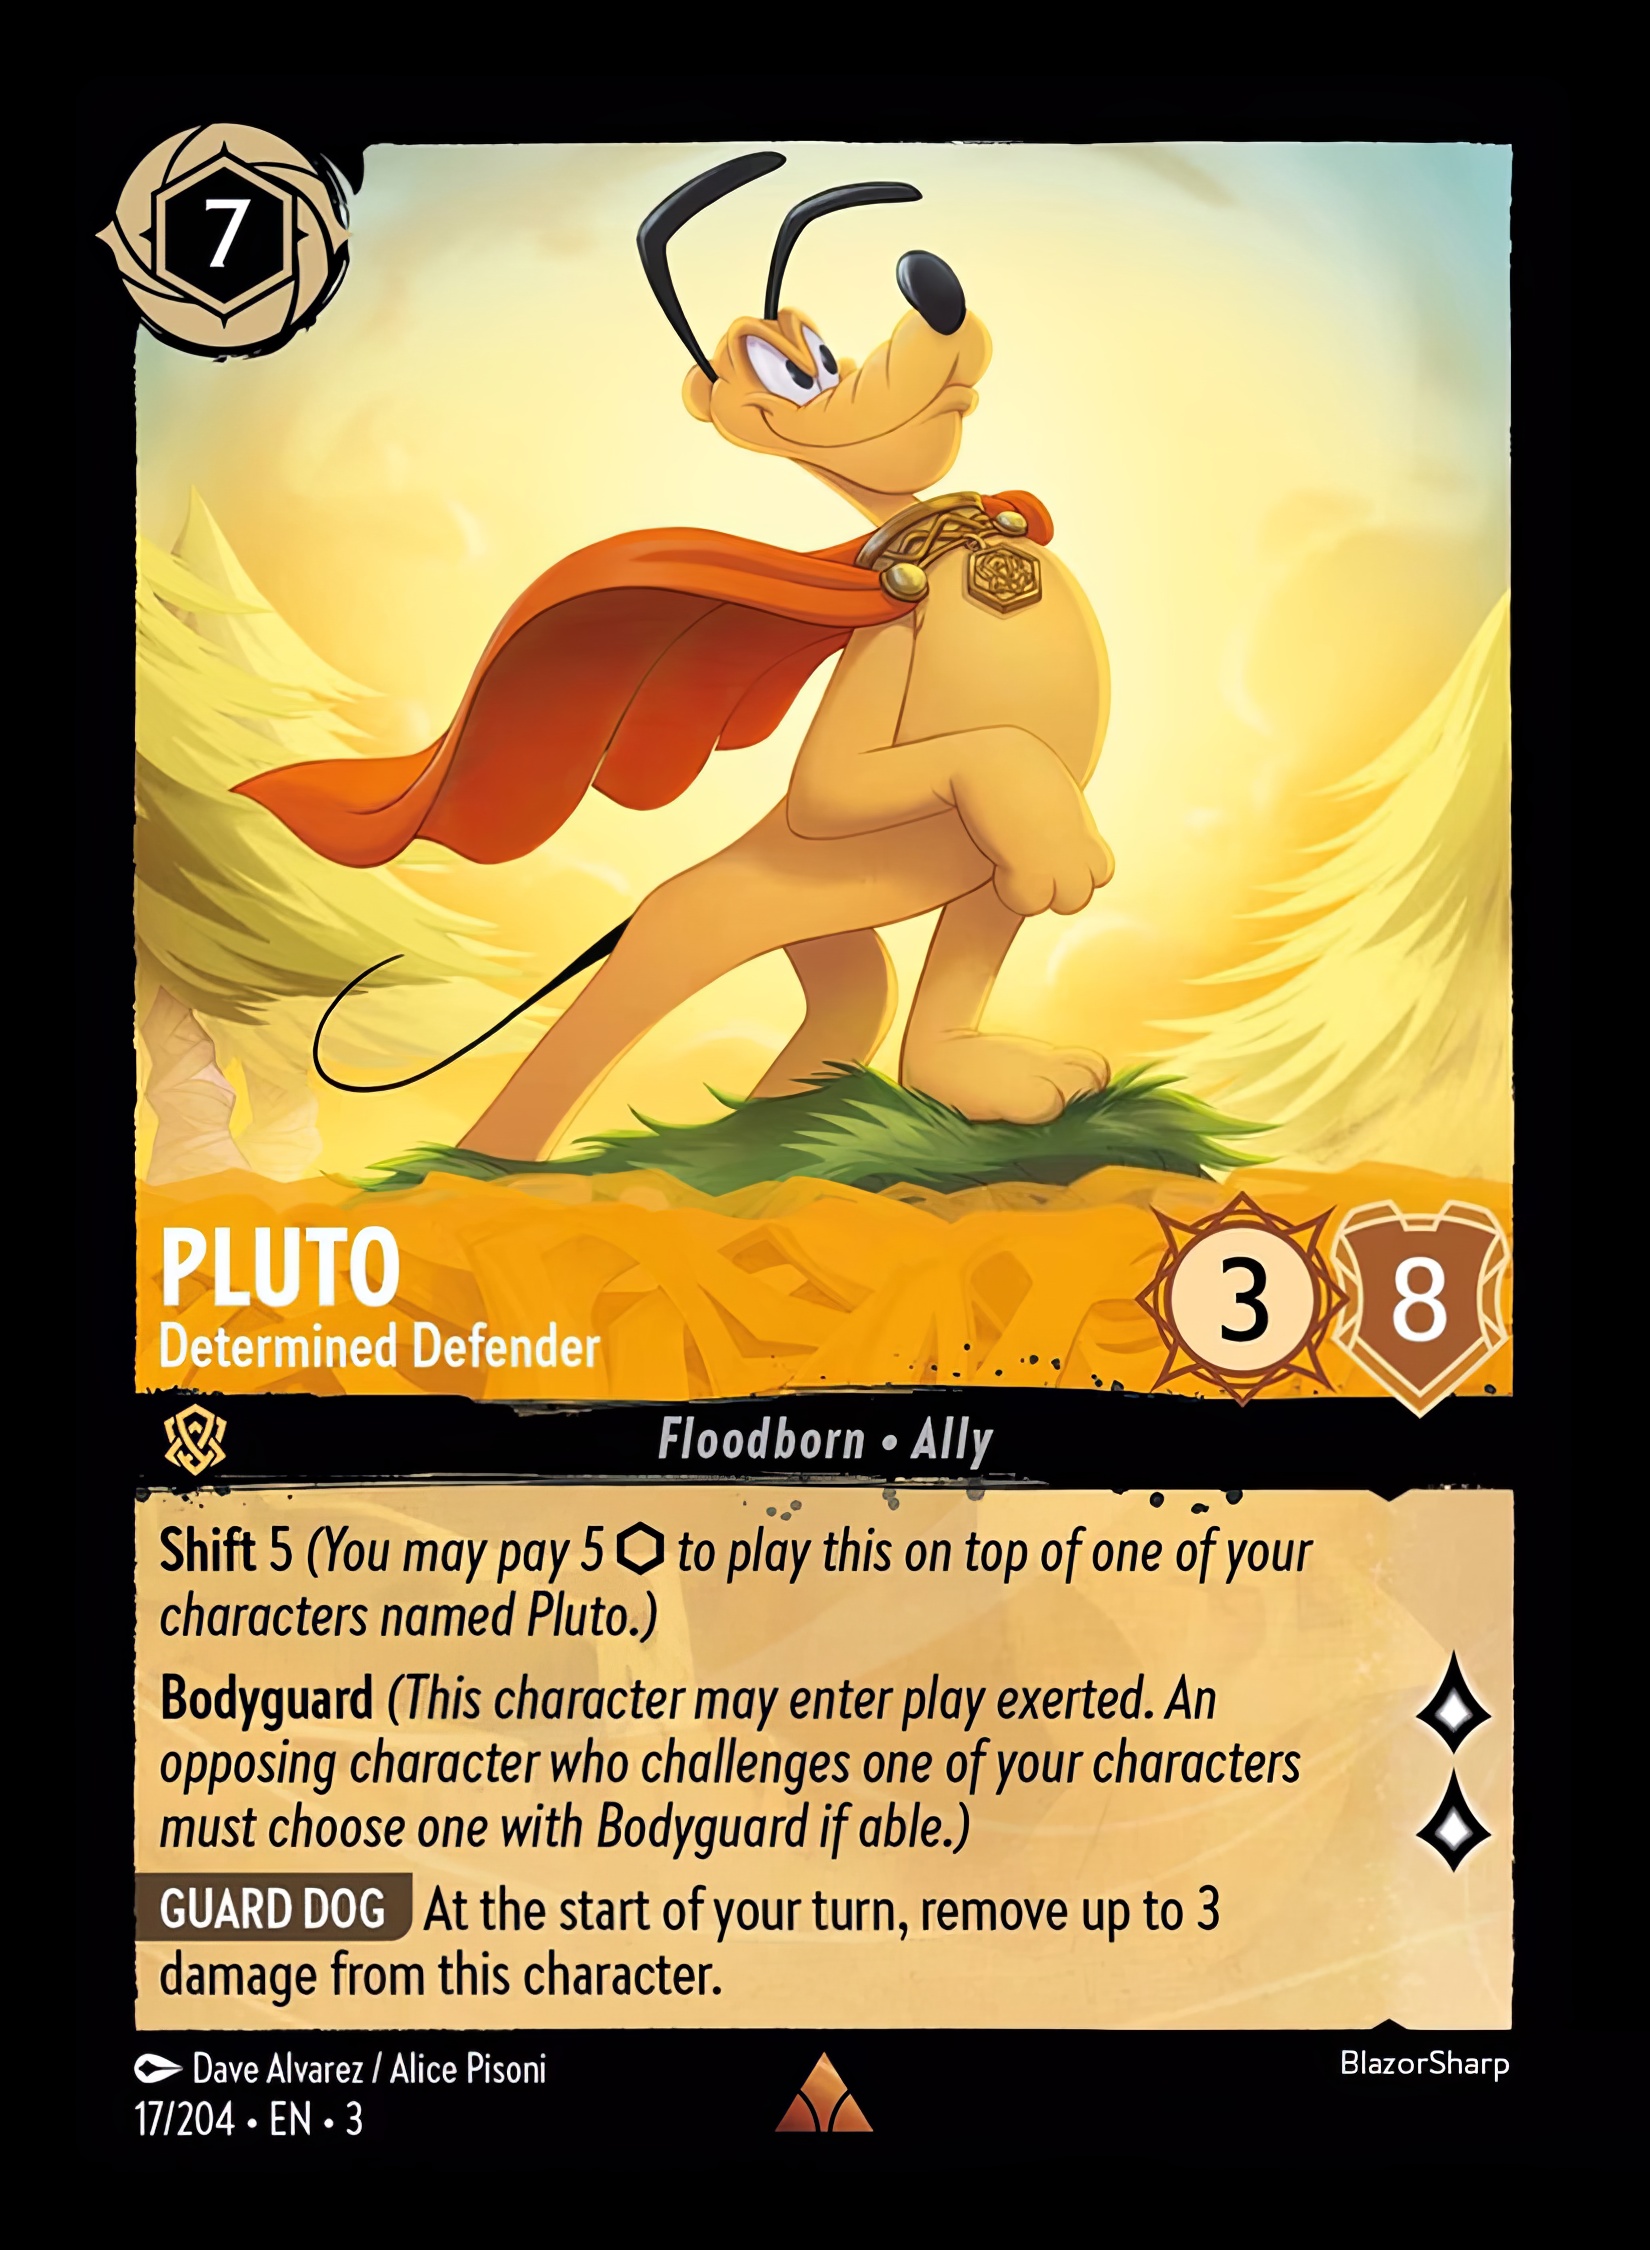 7
PLUTO
Determined Defender
3
8
Floodborn • Ally
Shift 5 (You may pay 5 ⬡ to play this on top of one of your
characters named Pluto.)
Bodyguard (This character may enter play exerted. An
opposing character who challenges one of your characters
must choose one with Bodyguard if able.)
GUARD DOG At the start of your turn, remove up to 3
damage from this character.
Dave Alvarez / Alice Pisoni
BlazorSharp
17/204 • EN • 3